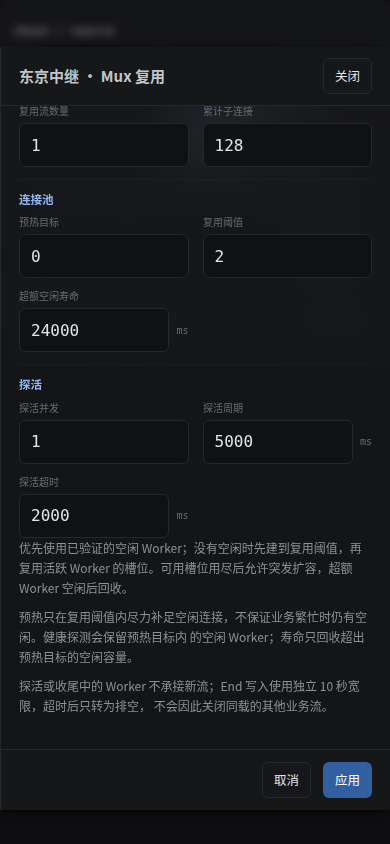 东京中继 • Mux 复用
关闭
复用流数量
累计子连接
1
128
连接池
预热目标
复用阈值
0
2
超额空闲寿命
24000
ms
探活
探活并发
探活周期
1
5000
ms
探活超时
2000
ms
优先使用已验证的空闲 Worker；没有空闲时先建到复用阈值，再
复用活跃 Worker 的槽位。可用槽位用尽后允许突发扩容，超额
Worker 空闲后回收。
预热只在复用阈值内尽力补足空闲连接，不保证业务繁忙时仍有空
闲。健康探测会保留预热目标内 的空闲 Worker；寿命只回收超出
预热目标的空闲容量。
探活或收尾中的 Worker 不承接新流；End 写入使用独立 10 秒宽
限，超时后只转为排空， 不会因此关闭同载的其他业务流。
取消
应用